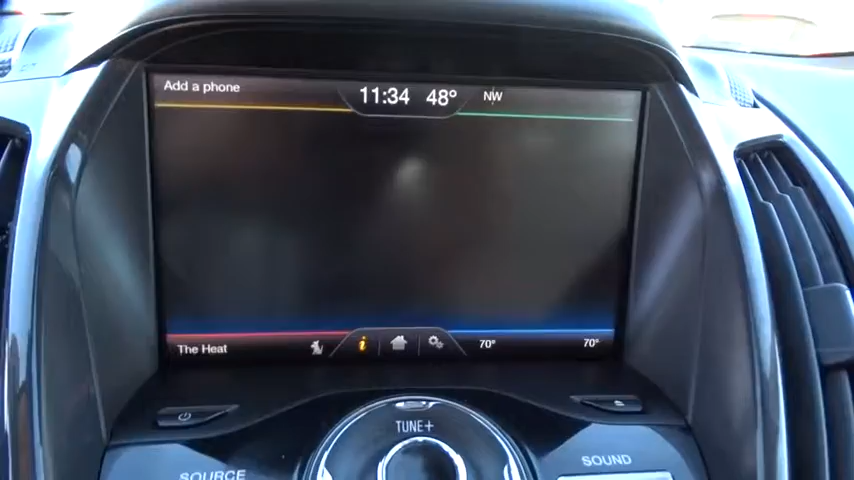 Add a phone 11:34 48° NW
The Heat i 70° 70°
TUNE+
SOURCE SOUND